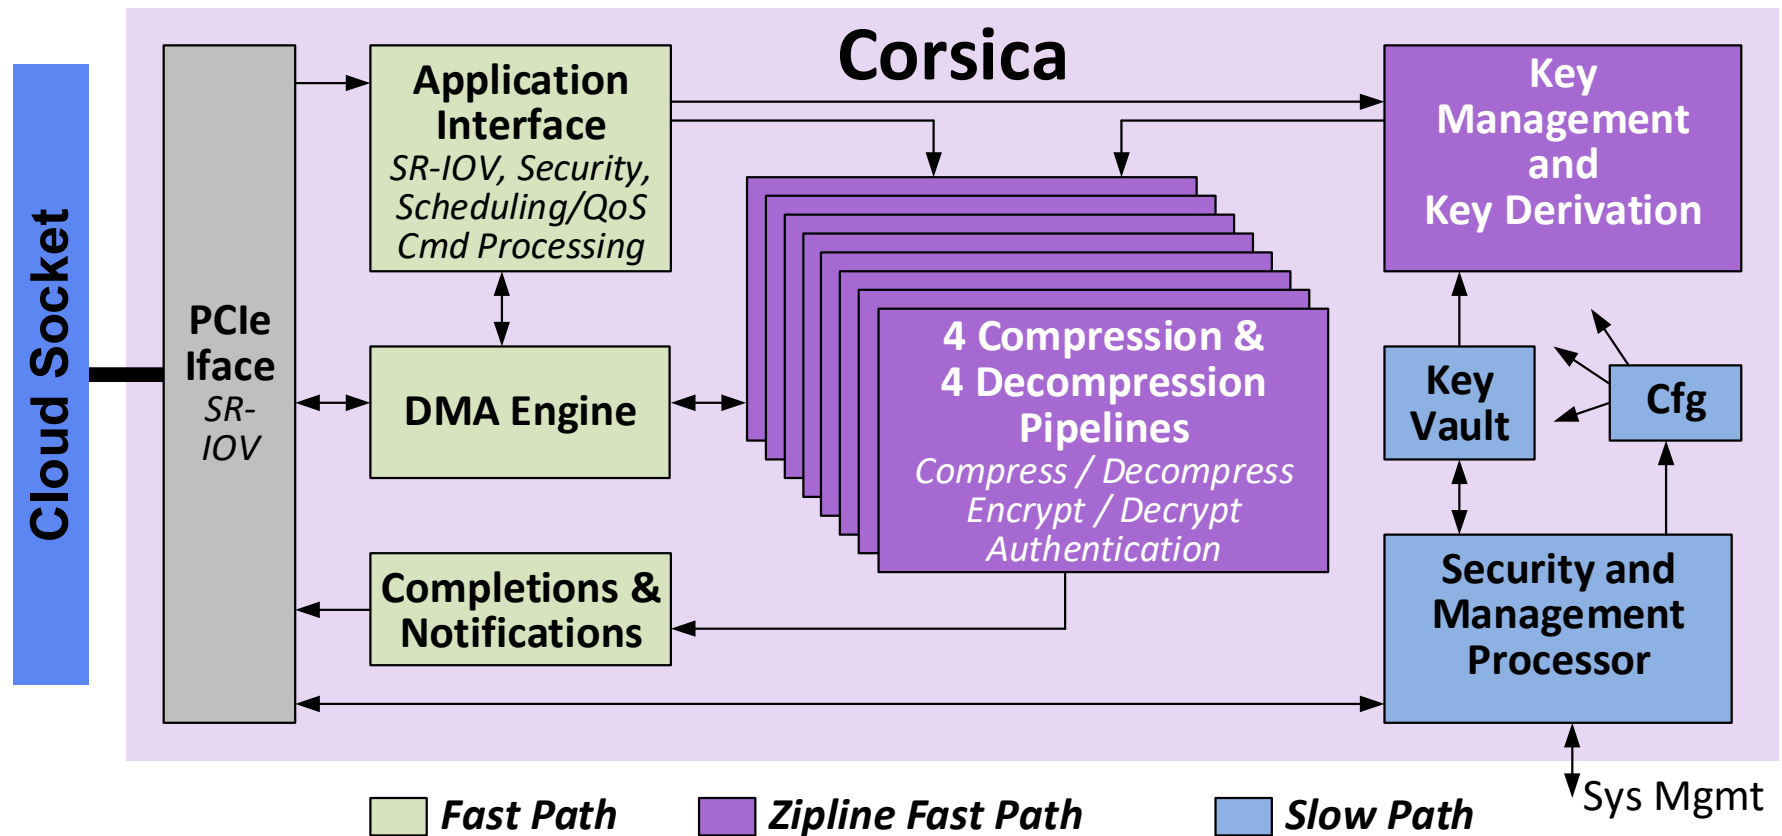 Corsica
Cloud Socket
PCIe
Iface
SR-
IOV
Application
Interface
SR-IOV, Security,
Scheduling/QoS
Cmd Processing
DMA Engine
Completions &
Notifications
4 Compression &
4 Decompression
Pipelines
Compress / Decompress
Encrypt / Decrypt
Authentication
Key
Management
and
Key Derivation
Key
Vault
Cfg
Security and
Management
Processor
Sys Mgmt
Fast Path
Zipline Fast Path
Slow Path